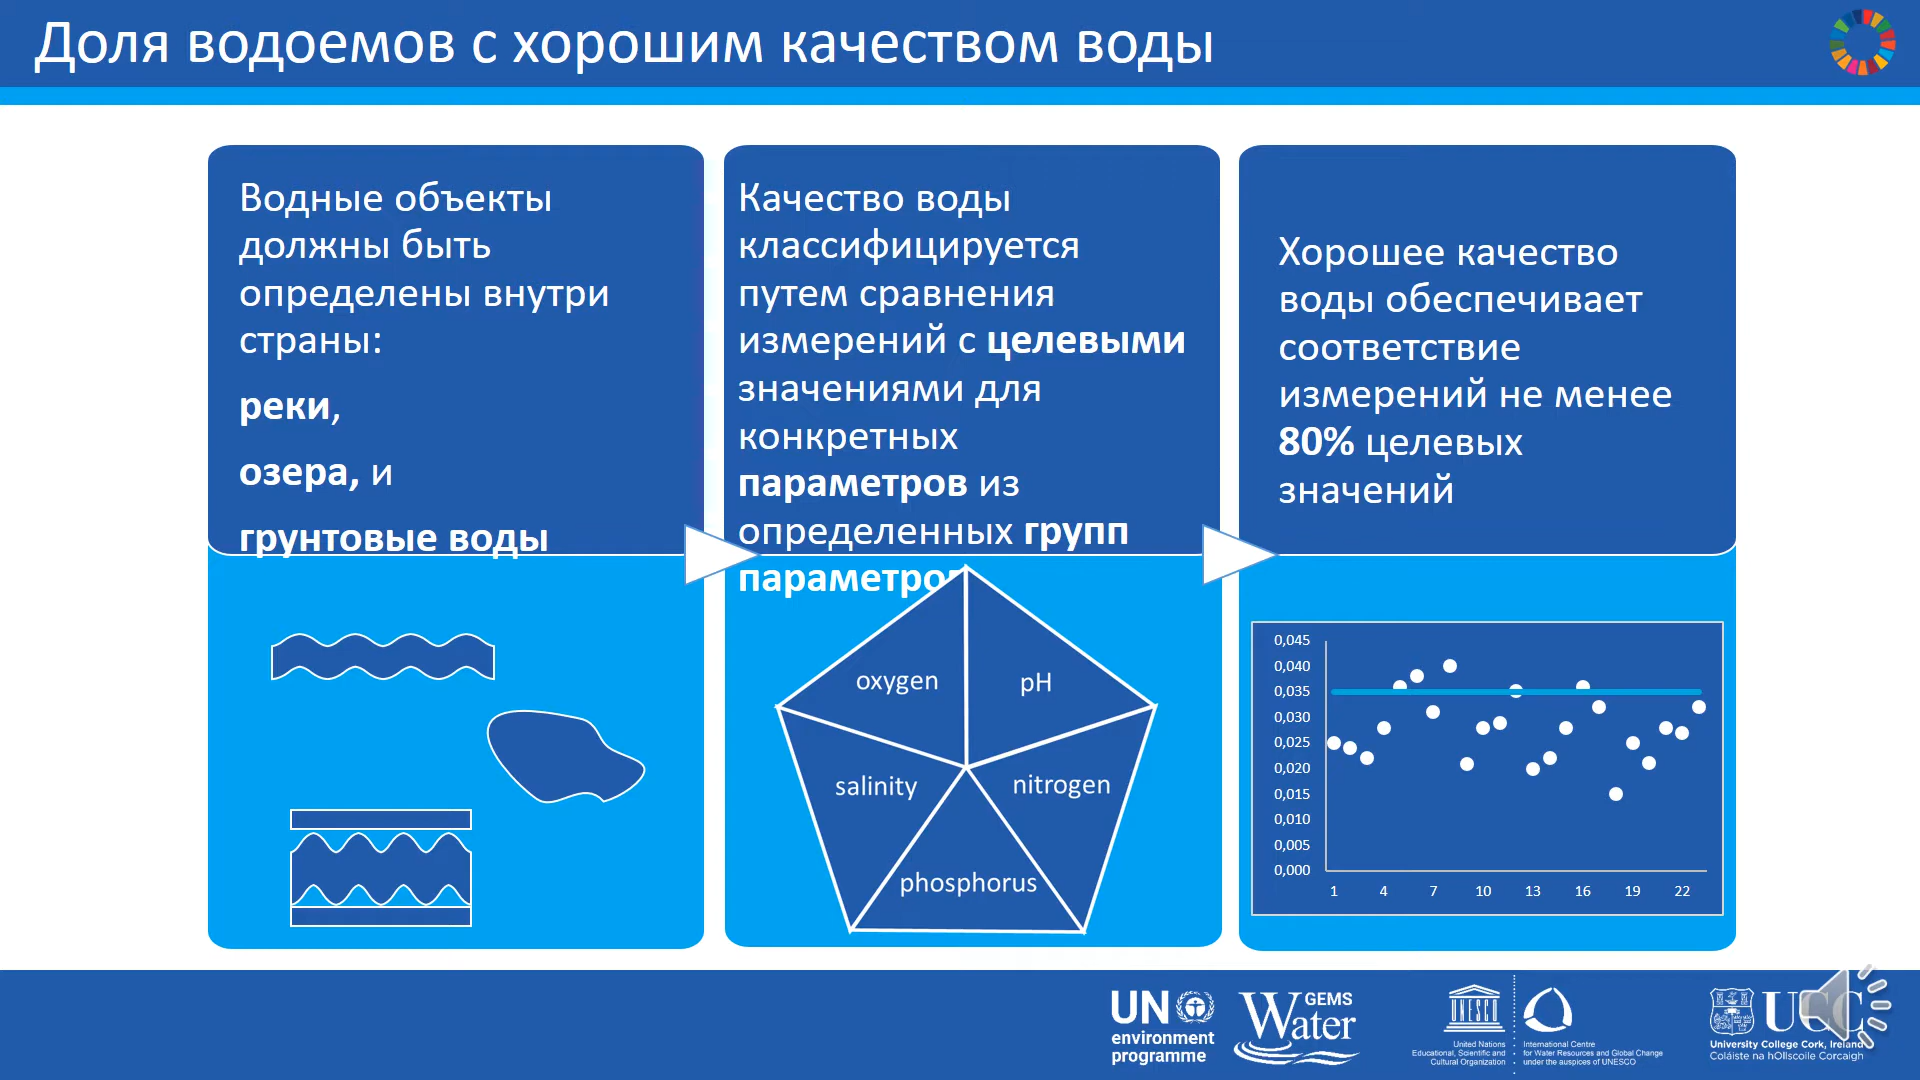 Доля водоемов с хорошим качеством воды
Водные объекты
должны быть
определены внутри
страны:
реки,
озера, и
грунтовые воды
Качество воды
классифицируется
путем сравнения
измерений с целевыми
значениями для
конкретных
параметров из
определенных групп
Хорошее качество
воды обеспечивает
соответствие
измерений не менее
80% целевых
значений
oxygen
pH
salinity
nitrogen
phosphorus
0,045
0,040
0,035
0,030
0,025
0,020
0,015
0,010
0,005
0,000
1 4 7 10 13 16 19 22
UN
environment
programme
GEMS
Water
UNESCO
United Nations
Educational, Scientific and
Cultural Organization
International Centre
for Water Resources and Global Change
under the auspices of UNESCO
UCC
University College Cork, Ireland
Coláiste na hOllscoile Corcaigh